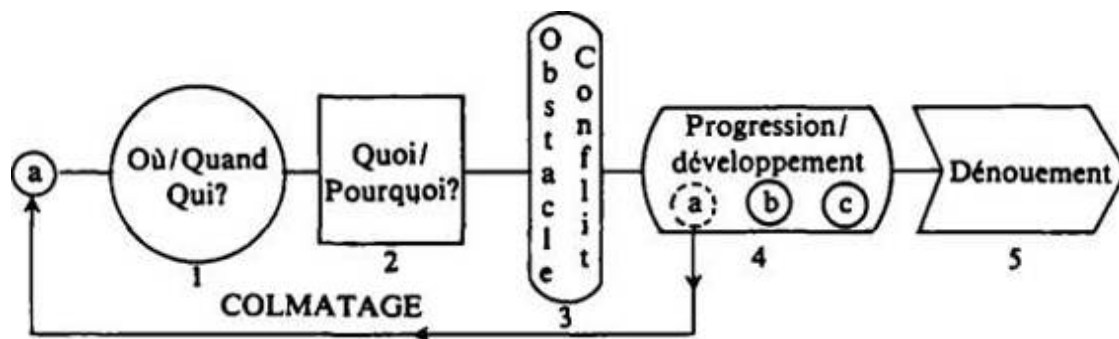 a
Où/Quand
Qui?
1
Quoi/
Pourquoi?
2
Obstacle
Conflit
3
Progression/
développement
a b c
4
Dénouement
5
COLMATAGE